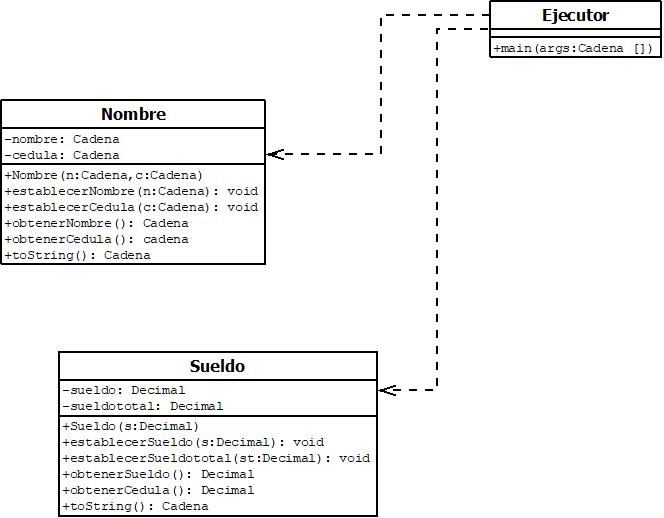 Ejecutor
+main(args:Cadena [])
Nombre
-nombre: Cadena
-cedula: Cadena
+Nombre(n:Cadena,c:Cadena)
+establecerNombre(n:Cadena): void
+establecerCedula(c:Cadena): void
+obtenerNombre(): Cadena
+obtenerCedula(): cadena
+toString(): Cadena
Sueldo
-sueldo: Decimal
-sueldototal: Decimal
+Sueldo(s:Decimal)
+establecerSueldo(s:Decimal): void
+establecerSueldototal(st:Decimal): void
+obtenerSueldo(): Decimal
+obtenerCedula(): Decimal
+toString(): Cadena